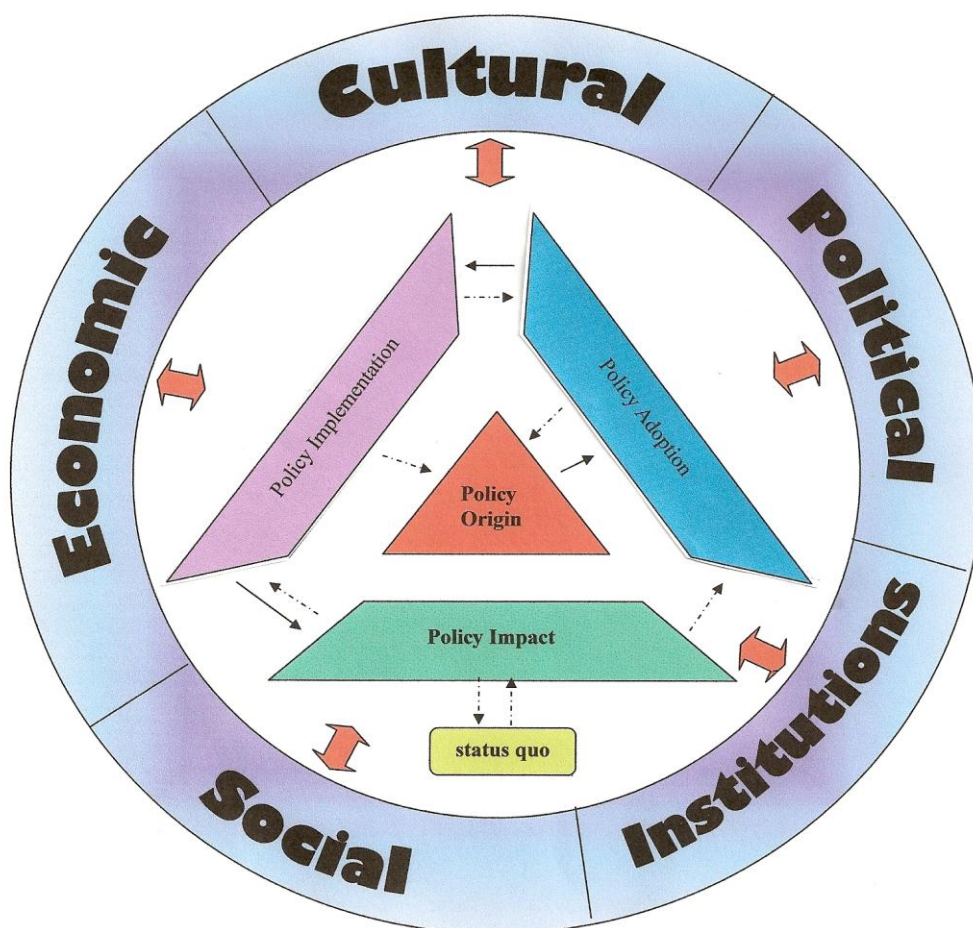 Cultural
Political
Economic
Policy Implementation
Policy Adoption
Policy
Origin
Policy Impact
status quo
Institutions
Social